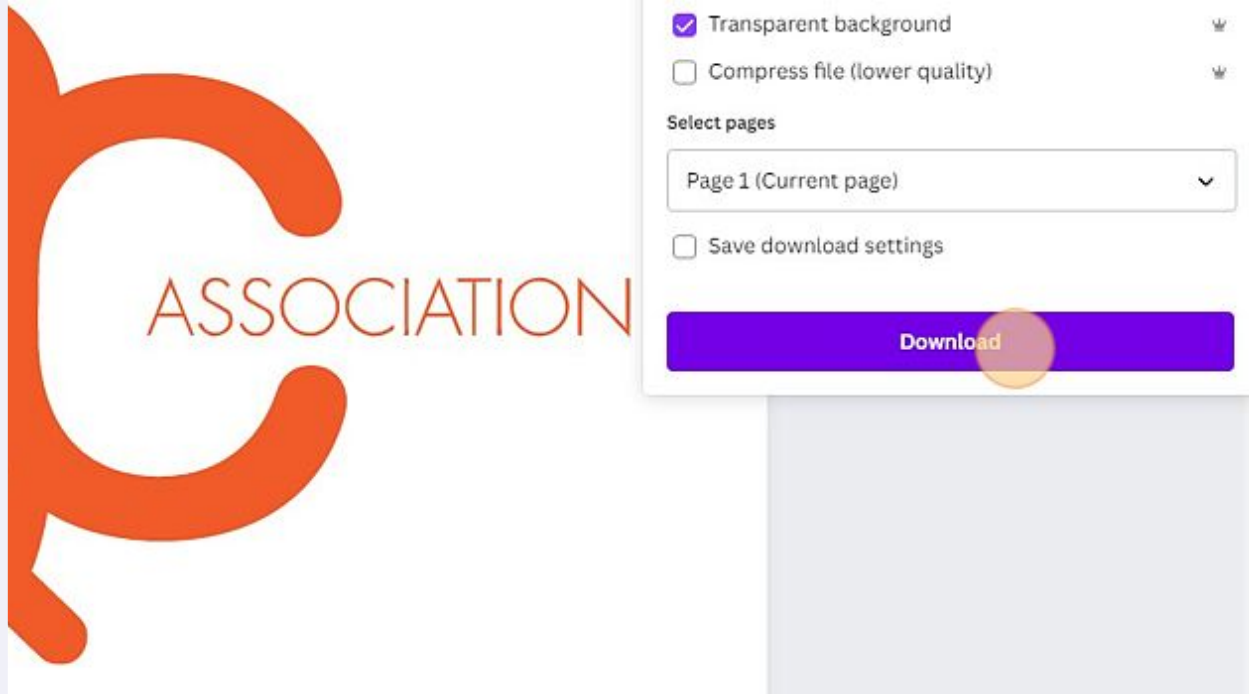 Transparent background
Compress file (lower quality)
Select pages
Page 1 (Current page)
Save download settings
ASSOCIATION
Download